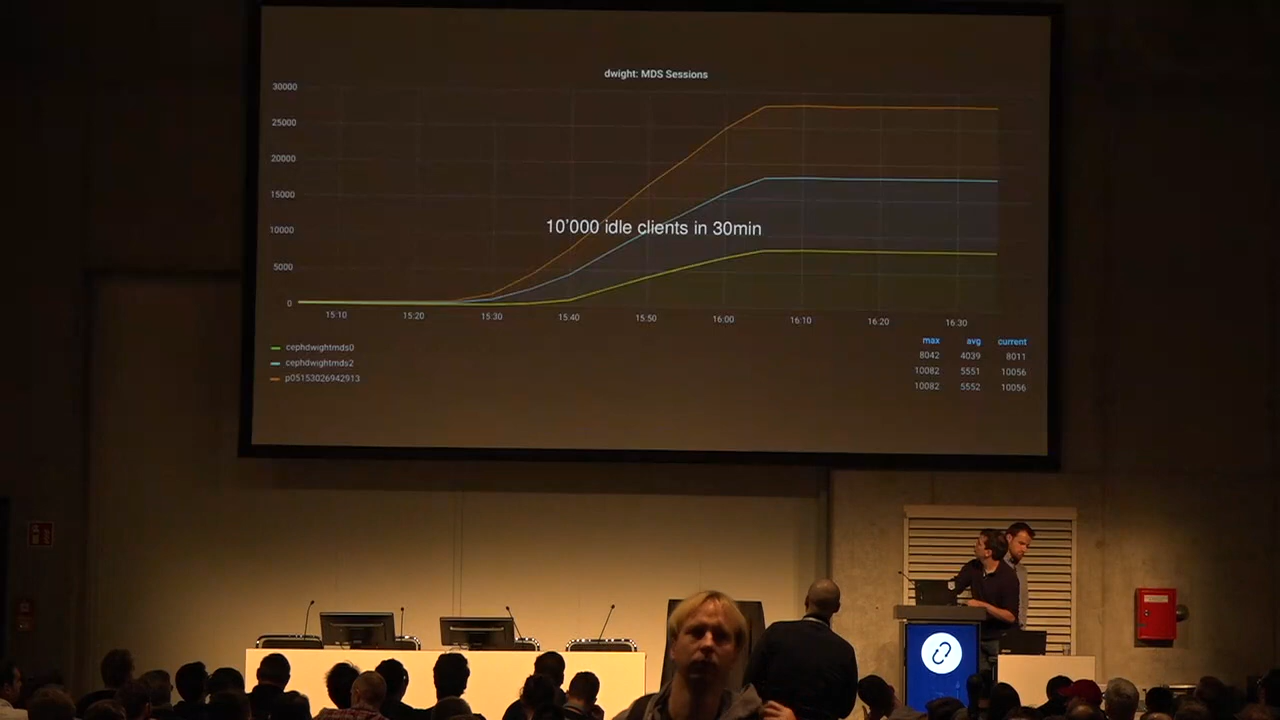 dwight: MDS Sessions
30000
25000
20000
15000
10000
5000
0
10'000 idle clients in 30min
15:10 15:20 15:30 15:40 15:50 16:00 16:10 16:20 16:30
max avg current
cephdwightmds0 8042 4039 8011
cephdwightmds2 10082 5551 10056
p05153026942913 10082 5552 10056